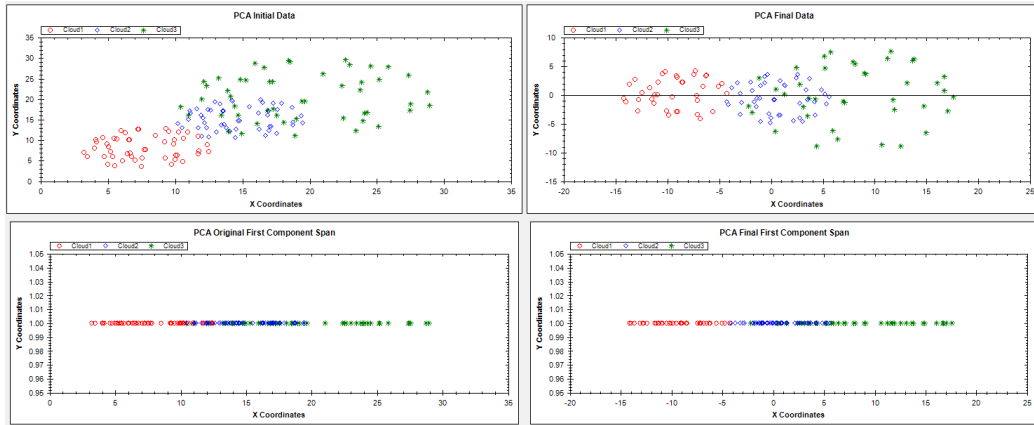 PCA Initial Data
Cloud1 Cloud2 Cloud3
35
30
25
20
15
10
5
0
Y Coordinates
0 5 10 15 20 25 30 35
X Coordinates
PCA Final Data
Cloud1 Cloud2 Cloud3
10
5
0
-5
-10
-15
Y Coordinates
-20 -15 -10 -5 0 5 10 15 20 25
X Coordinates
PCA Original First Component Span
Cloud1 Cloud2 Cloud3
1.05
1.04
1.03
1.02
1.01
1.00
0.99
0.98
0.97
0.96
0.95
Y Coordinates
0 5 10 15 20 25 30 35
X Coordinates
PCA Final First Component Span
Cloud1 Cloud2 Cloud3
1.05
1.04
1.03
1.02
1.01
1.00
0.99
0.98
0.97
0.96
0.95
Y Coordinates
-20 -15 -10 -5 0 5 10 15 20 25
X Coordinates